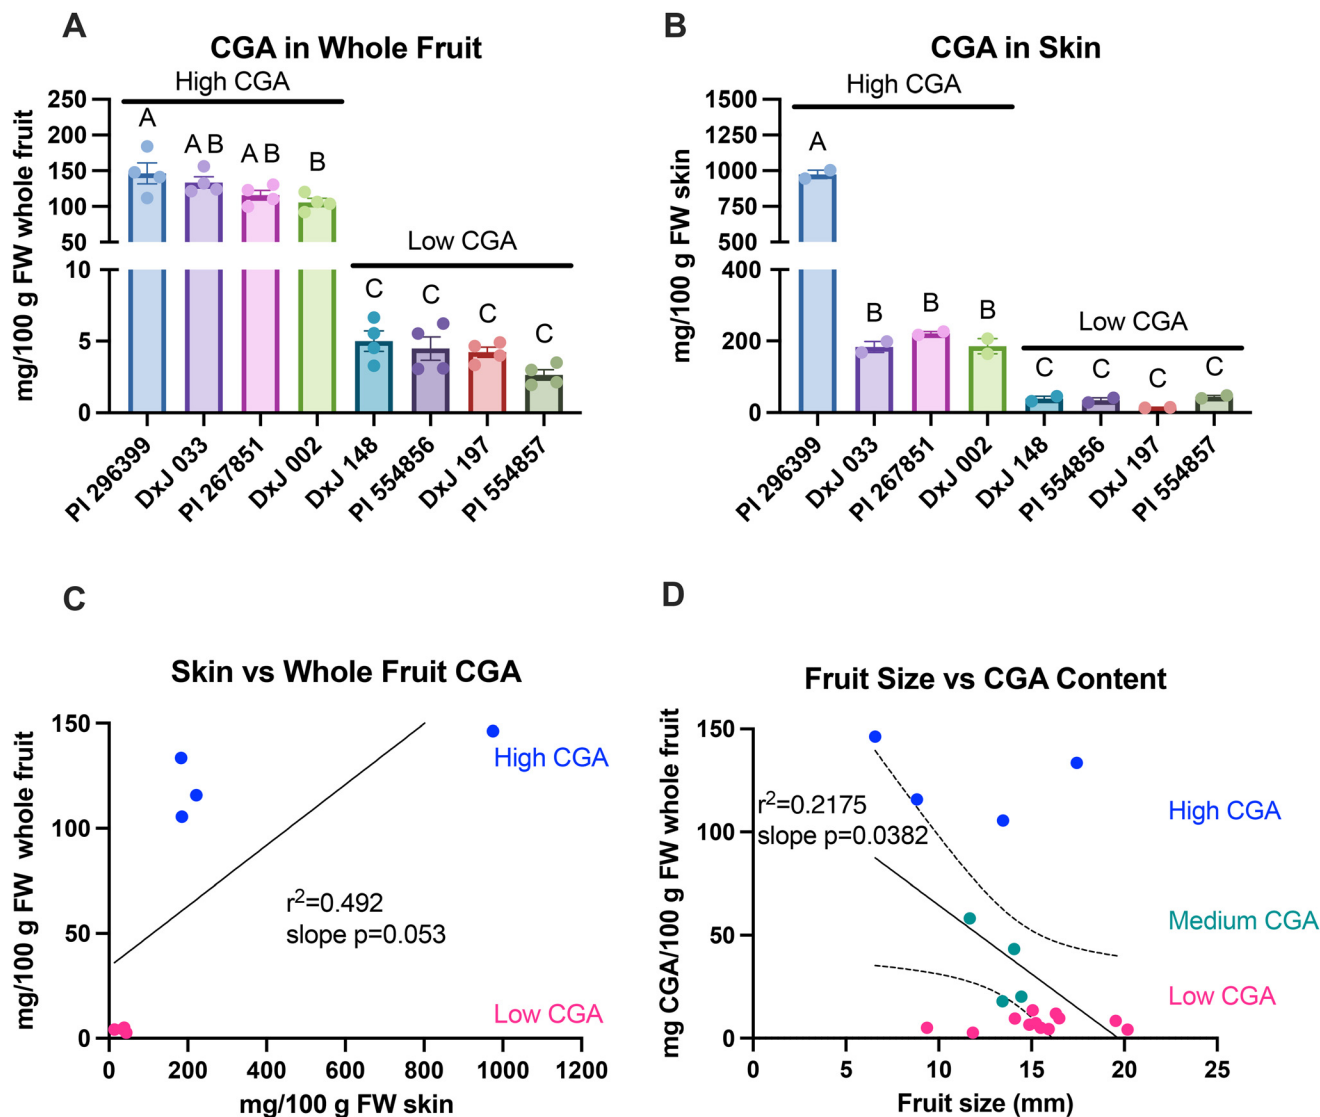 A
CGA in Whole Fruit
High CGA
mg/100 g FW whole fruit
250
200
150
100
50
10
5
0
A
A B
A B
B
Low CGA
C
C
C
C
PI 296399
DxJ 033
PI 267851
DxJ 002
DxJ 148
PI 554856
DxJ 197
PI 554857
B
CGA in Skin
High CGA
mg/100 g FW skin
1500
1250
1000
750
500
400
200
0
A
B
B
B
Low CGA
C
C
C
C
PI 296399
DxJ 033
PI 267851
DxJ 002
DxJ 148
PI 554856
DxJ 197
PI 554857
C
Skin vs Whole Fruit CGA
mg/100 g FW  whole fruit
150
100
50
0
High CGA
r²=0.492
slope p=0.053
Low CGA
0
200
400
600
800
1000
1200
mg/100 g FW skin
D
Fruit Size vs CGA Content
mg CGA/100 g FW whole fruit
150
100
50
0
r²=0.2175
slope p=0.0382
High CGA
Medium CGA
Low CGA
0
5
10
15
20
25
Fruit size (mm)